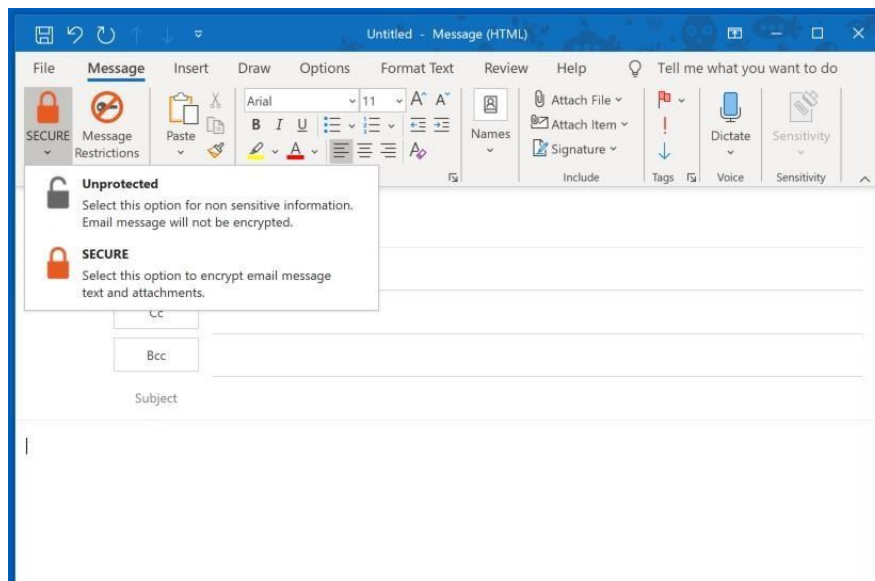 Untitled - Message (HTML)
File Message Insert Draw Options Format Text Review Help Tell me what you want to do
SECURE
Message
Restrictions
Paste
Arial 11
B I U
Names
Attach File
Attach Item
Signature
Dictate
Sensitivity
Include Tags Voice Sensitivity
Unprotected
Select this option for non sensitive information.
Email message will not be encrypted.
SECURE
Select this option to encrypt email message
text and attachments.
Cc
Bcc
Subject